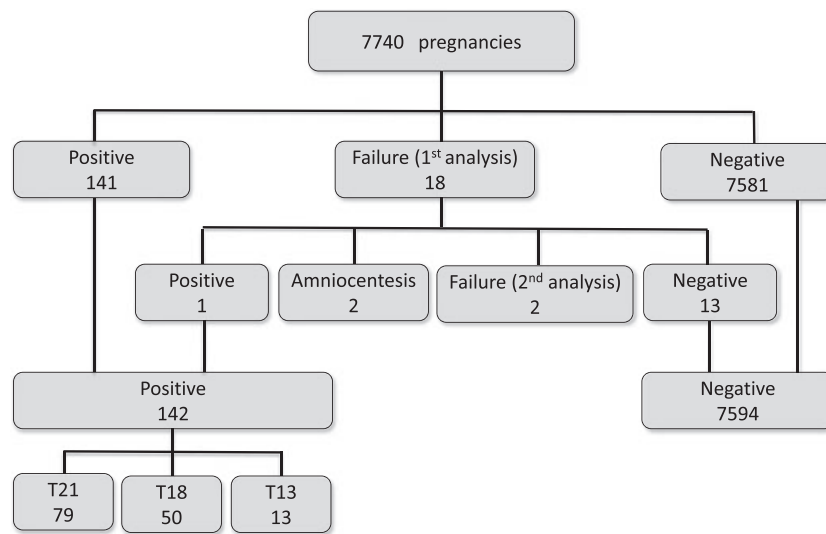 7740 pregnancies
Positive
141
Failure (1st analysis)
18
Negative
7581
Positive
1
Amniocentesis
2
Failure (2nd analysis)
2
Negative
13
Positive
142
Negative
7594
T21
79
T18
50
T13
13